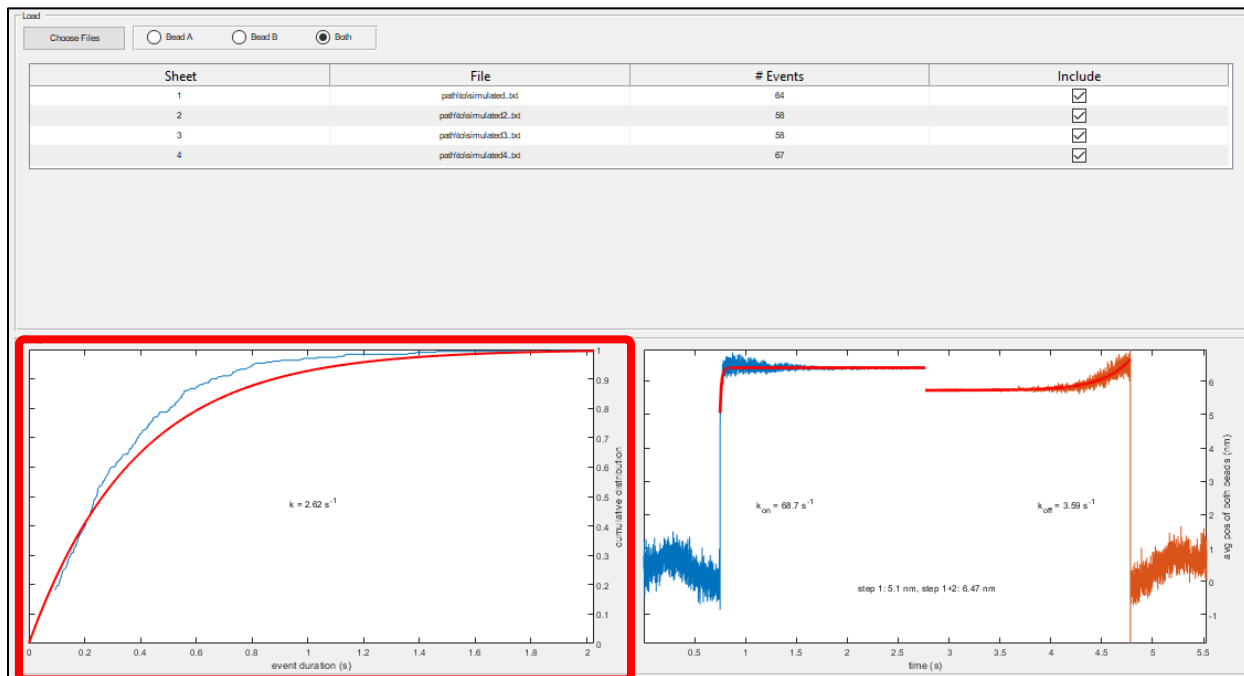 Load
Choose Files Bead A Bead B Both
Sheet File # Events Include
1 path\to\simulated..txt 64
2 path\to\simulated2..txt 58
3 path\to\simulated3..txt 58
4 path\to\simulated4..txt 67
1
0.9
0.8
0.7
0.6
0.5
0.4
0.3
0.2
0.1
0
cumulative distribution
k = 2.62 s-1
0 0.2 0.4 0.6 0.8 1 1.2 1.4 1.6 1.8 2
event duration (s)
6
5
4
3
2
1
0
-1
avg pos of both beads (nm)
kon = 68.7 s-1
koff = 3.59 s-1
step 1: 5.1 nm, step 1+2: 6.47 nm
0.5 1 1.5 2 2.5 3 3.5 4 4.5 5 5.5
time (s)